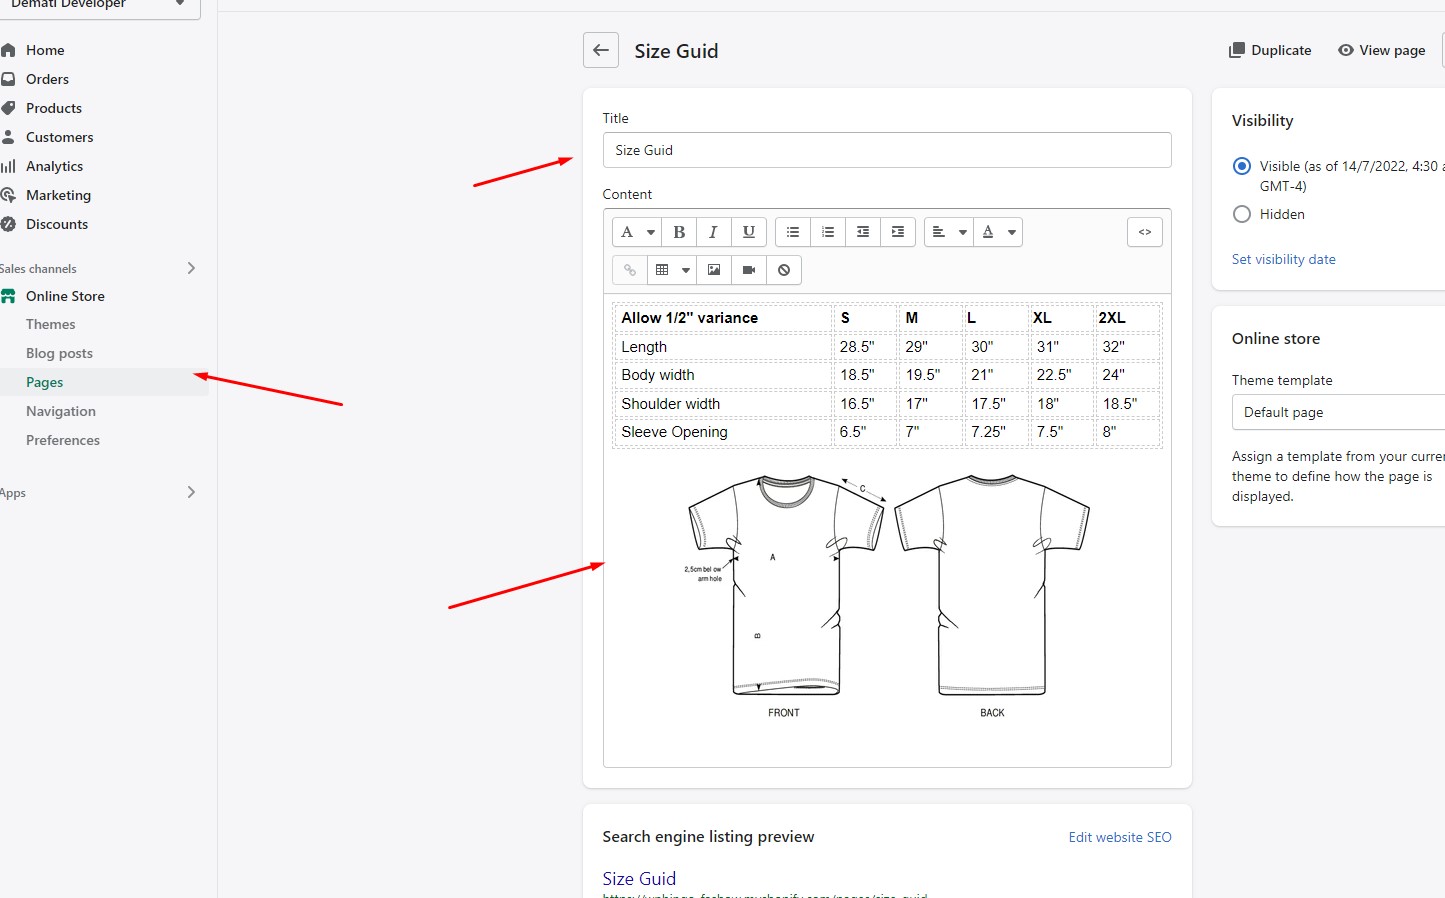 Demati Developer
Home
Orders
Products
Customers
Analytics
Marketing
Discounts
Sales channels
Online Store
Themes
Blog posts
Pages
Navigation
Preferences
Apps
Size Guid
Duplicate
View page
Title
Size Guid
Content
A B I U A <>
Allow 1/2" variance S M L XL 2XL
Length 28.5" 29" 30" 31" 32"
Body width 18.5" 19.5" 21" 22.5" 24"
Shoulder width 16.5" 17" 17.5" 18" 18.5"
Sleeve Opening 6.5" 7" 7.25" 7.5" 8"
C
A
2,5cm bel ow
arm hole
B
FRONT
BACK
Search engine listing preview
Edit website SEO
Size Guid
Visibility
Visible (as of 14/7/2022, 4:30 a
GMT-4)
Hidden
Set visibility date
Online store
Theme template
Default page
Assign a template from your curren
theme to define how the page is
displayed.